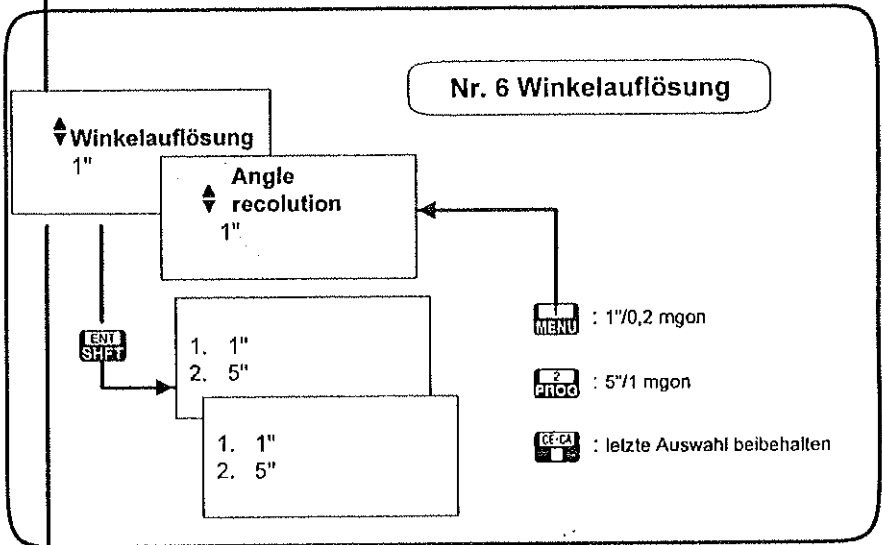 Nr. 6 Winkelauflösung
Winkelauflösung
1"
Angle
recolution
1"
ENT
SHFT
1. 1"
2. 5"
1. 1"
2. 5"
MENU : 1"/0,2 mgon
2
PROG : 5"/1 mgon
CE·CA : letzte Auswahl beibehalten